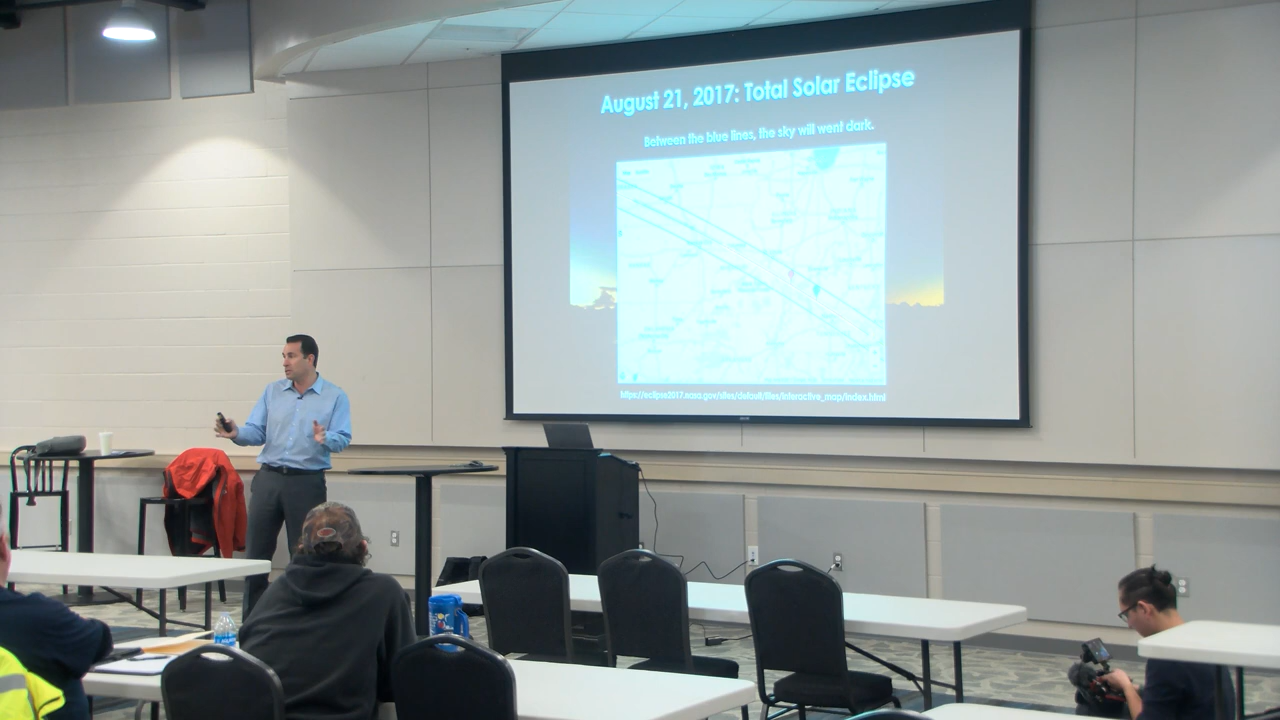 August 21, 2017: Total Solar Eclipse
Between the blue lines, the sky will went dark.
https://eclipse2017.nasa.gov/sites/default/files/interactive_map/index.html